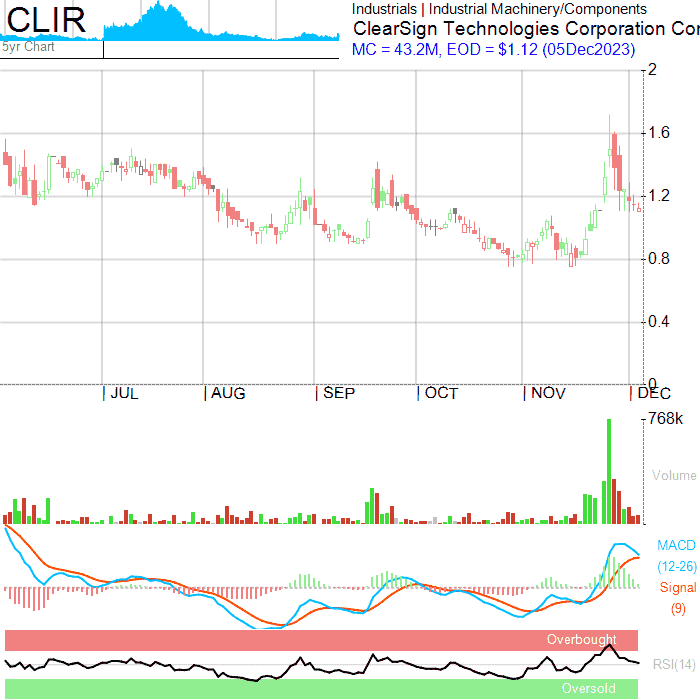 CLIR
5yr Chart
Industrials | Industrial Machinery/Components
ClearSign Technologies Corporation Cor
MC = 43.2M, EOD = $1.12 (05Dec2023)
2
1.6
1.2
0.8
0.4
0
JUL AUG SEP OCT NOV DEC
768k
Volume
MACD
(12-26)
Signal
(9)
Overbought
RSI(14)
Oversold